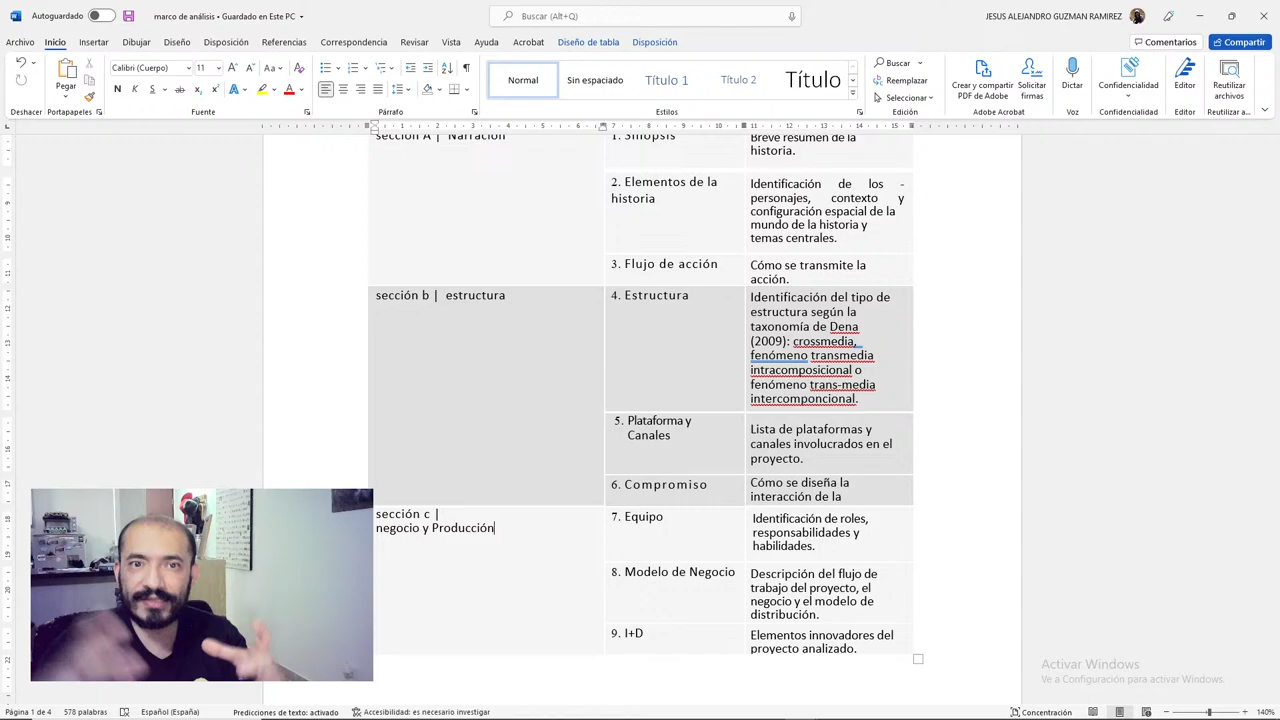 Autoguardado
marco de análisis • Guardado en Este PC
Buscar (Alt+Q)
JESUS ALEJANDRO GUZMAN RAMIREZ
Archivo Inicio Insertar Dibujar Diseño Disposición Referencias Correspondencia Revisar Vista Ayuda Acrobat Diseño de tabla Disposición
Comentarios Compartir
Calibri (Cuerpo) 11
Pegar
Normal
Sin espaciado
Título 1
Título 2
Título
Buscar
Reemplazar
Seleccionar
Crear y compartir
PDF de Adobe
Solicitar
firmas
Dictar
Confidencialidad
Editor
Reutilizar
archivos
Deshacer Portapapeles Fuente Párrafo Estilos Edición Adobe Acrobat Voz Confidencialidad Editor Reutilizar a...
sección A | Narración
1. Sinopsis
Breve resumen de la
historia.
2. Elementos de la
historia
Identificación de los -
personajes, contexto y
configuración espacial de la
mundo de la historia y
temas centrales.
3. Flujo de acción
Cómo se transmite la
acción.
sección b | estructura
4. Estructura
Identificación del tipo de
estructura según la
taxonomía de Dena
(2009): crossmedia,
fenómeno transmedia
intracomposicional o
fenómeno trans-media
intercomponcional.
5. Plataforma y
Canales
Lista de plataformas y
canales involucrados en el
proyecto.
6. Compromiso
Cómo se diseña la
interacción de la
sección c |
negocio y Producción
7. Equipo
Identificación de roles,
responsabilidades y
habilidades.
8. Modelo de Negocio
Descripción del flujo de
trabajo del proyecto, el
negocio y el modelo de
distribución.
9. I+D
Elementos innovadores del
proyecto analizado.
Activar Windows
Ve a Configuración para activar Windows.
Página 1 de 4 578 palabras Español (España) Predicciones de texto: activado Accesibilidad: es necesario investigar Concentración 140%